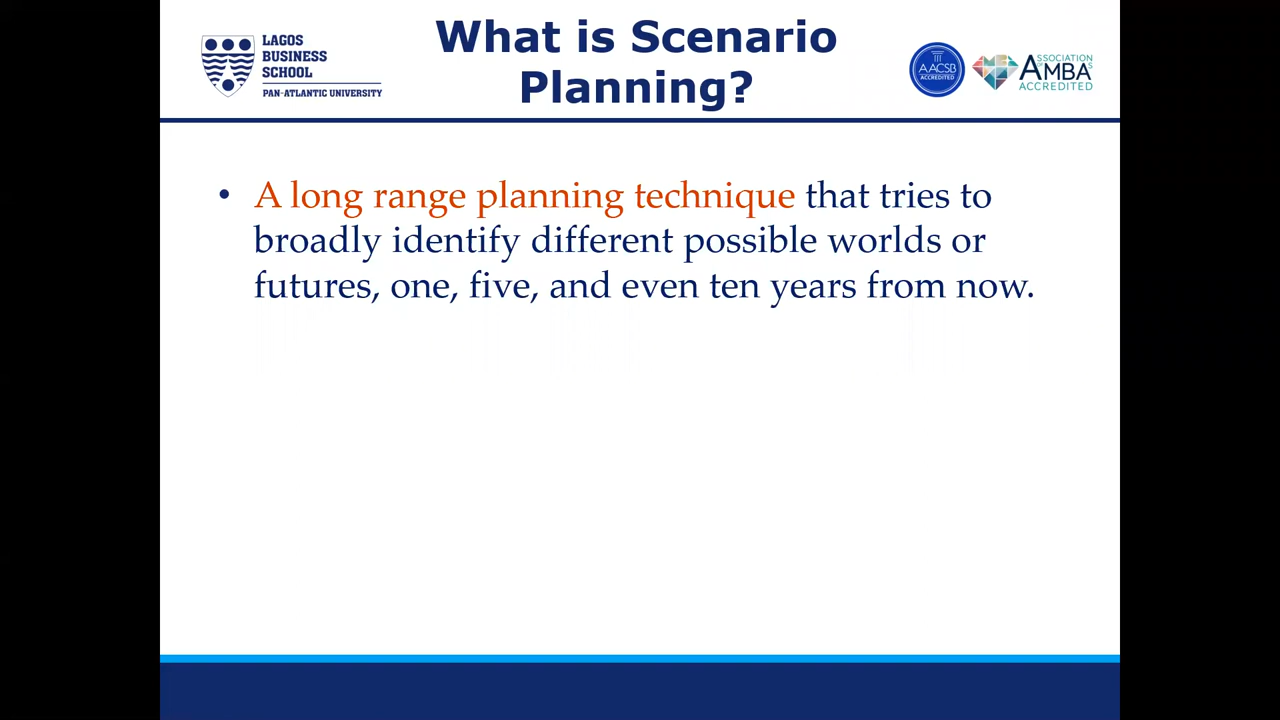 LAGOS
BUSINESS
SCHOOL
PAN-ATLANTIC UNIVERSITY
What is Scenario
Planning?
AACSB
ACCREDITED
ASSOCIATION
AMBA's
ACCREDITED
• A long range planning technique that tries to
broadly identify different possible worlds or
futures, one, five, and even ten years from now.